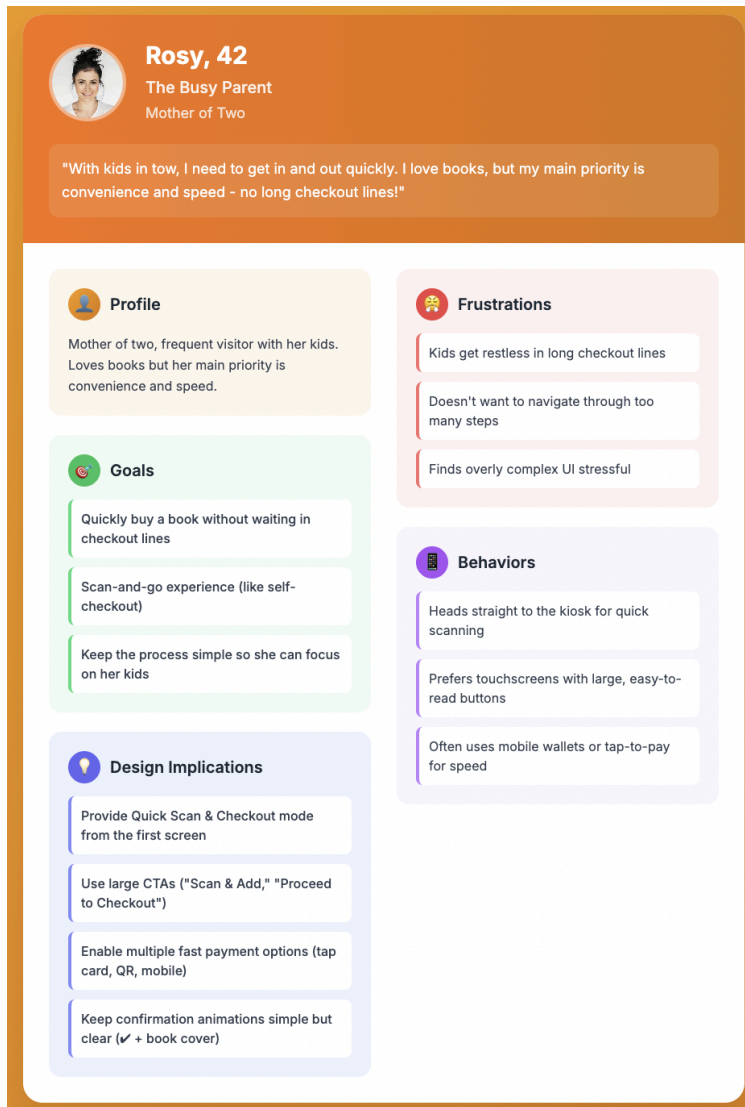 Rosy, 42
The Busy Parent
Mother of Two
"With kids in tow, I need to get in and out quickly. I love books, but my main priority is
convenience and speed - no long checkout lines!"
Profile
Mother of two, frequent visitor with her kids.
Loves books but her main priority is
convenience and speed.
Goals
Quickly buy a book without waiting in
checkout lines
Scan-and-go experience (like self-
checkout)
Keep the process simple so she can focus
on her kids
Design Implications
Provide Quick Scan & Checkout mode
from the first screen
Use large CTAs ("Scan & Add," "Proceed
to Checkout")
Enable multiple fast payment options (tap
card, QR, mobile)
Keep confirmation animations simple but
clear (✔ + book cover)
Frustrations
Kids get restless in long checkout lines
Doesn't want to navigate through too
many steps
Finds overly complex UI stressful
Behaviors
Heads straight to the kiosk for quick
scanning
Prefers touchscreens with large, easy-to-
read buttons
Often uses mobile wallets or tap-to-pay
for speed